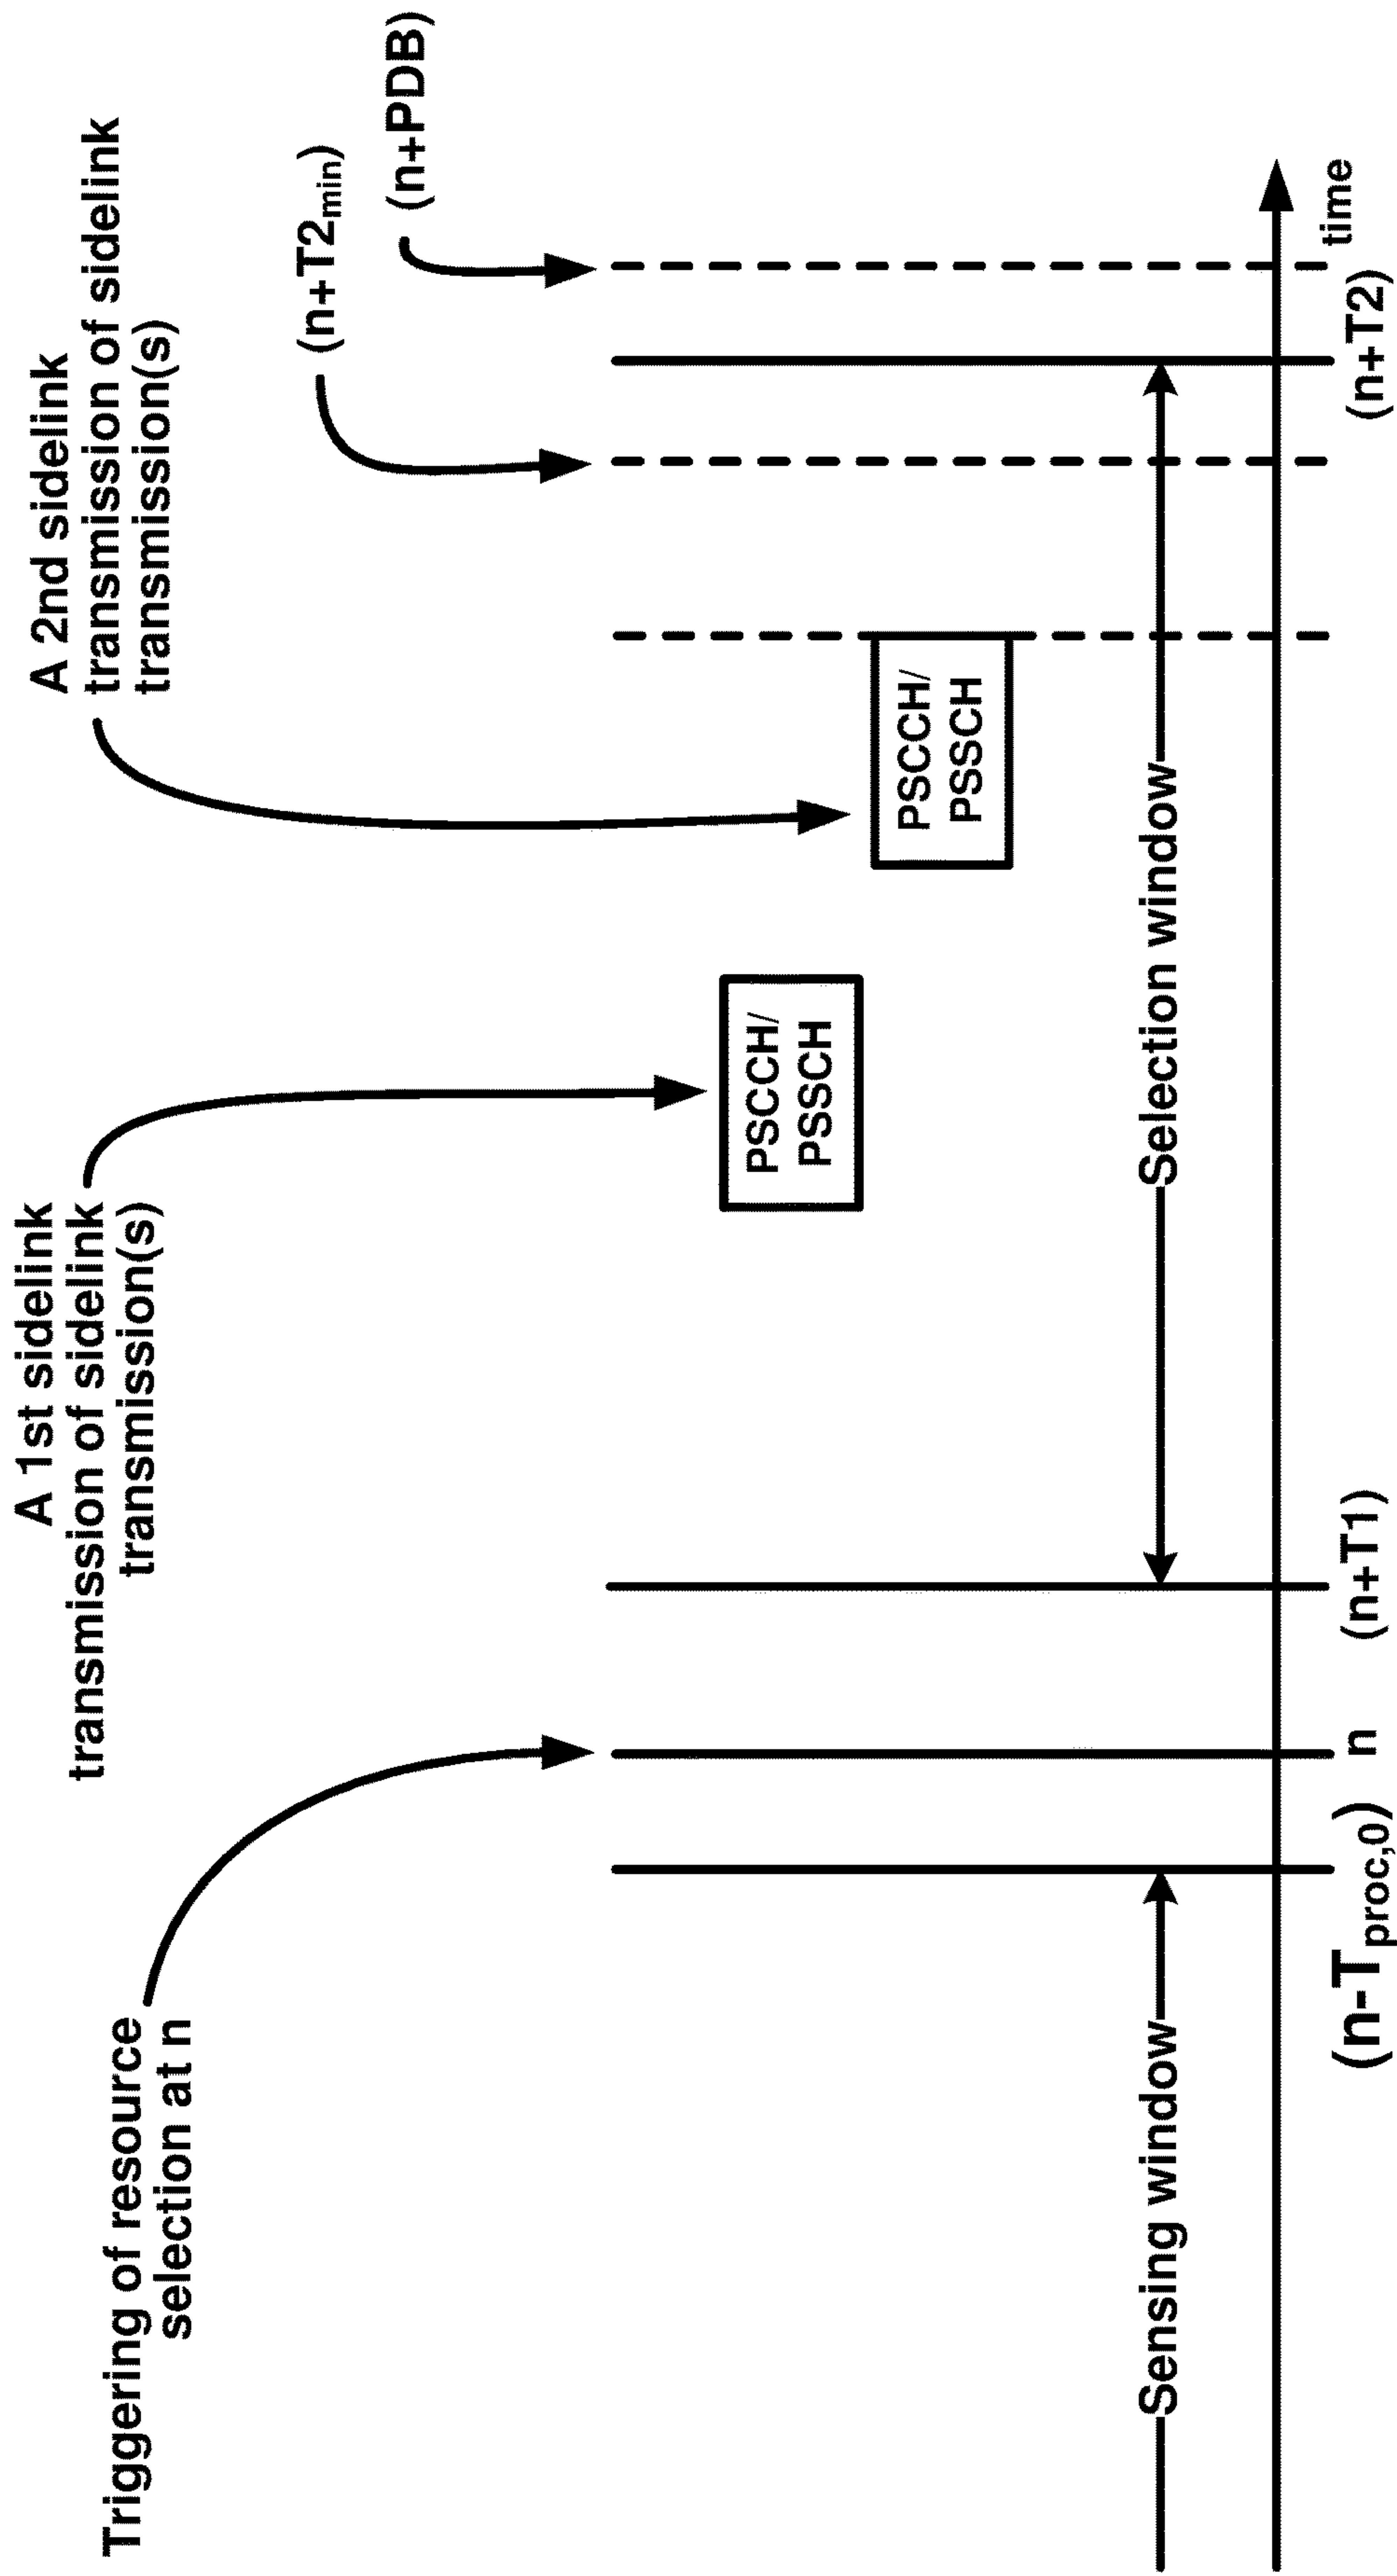 Triggering of resource
selection at n
A 1st sidelink
transmission of sidelink
transmission(s)
A 2nd sidelink
transmission of sidelink
transmission(s)
(n+T2min)
(n+PDB)
PSCCH/
PSSCH
PSCCH/
PSSCH
Sensing window
Selection window
(n-Tproc,0)
n
(n+T1)
(n+T2)
time